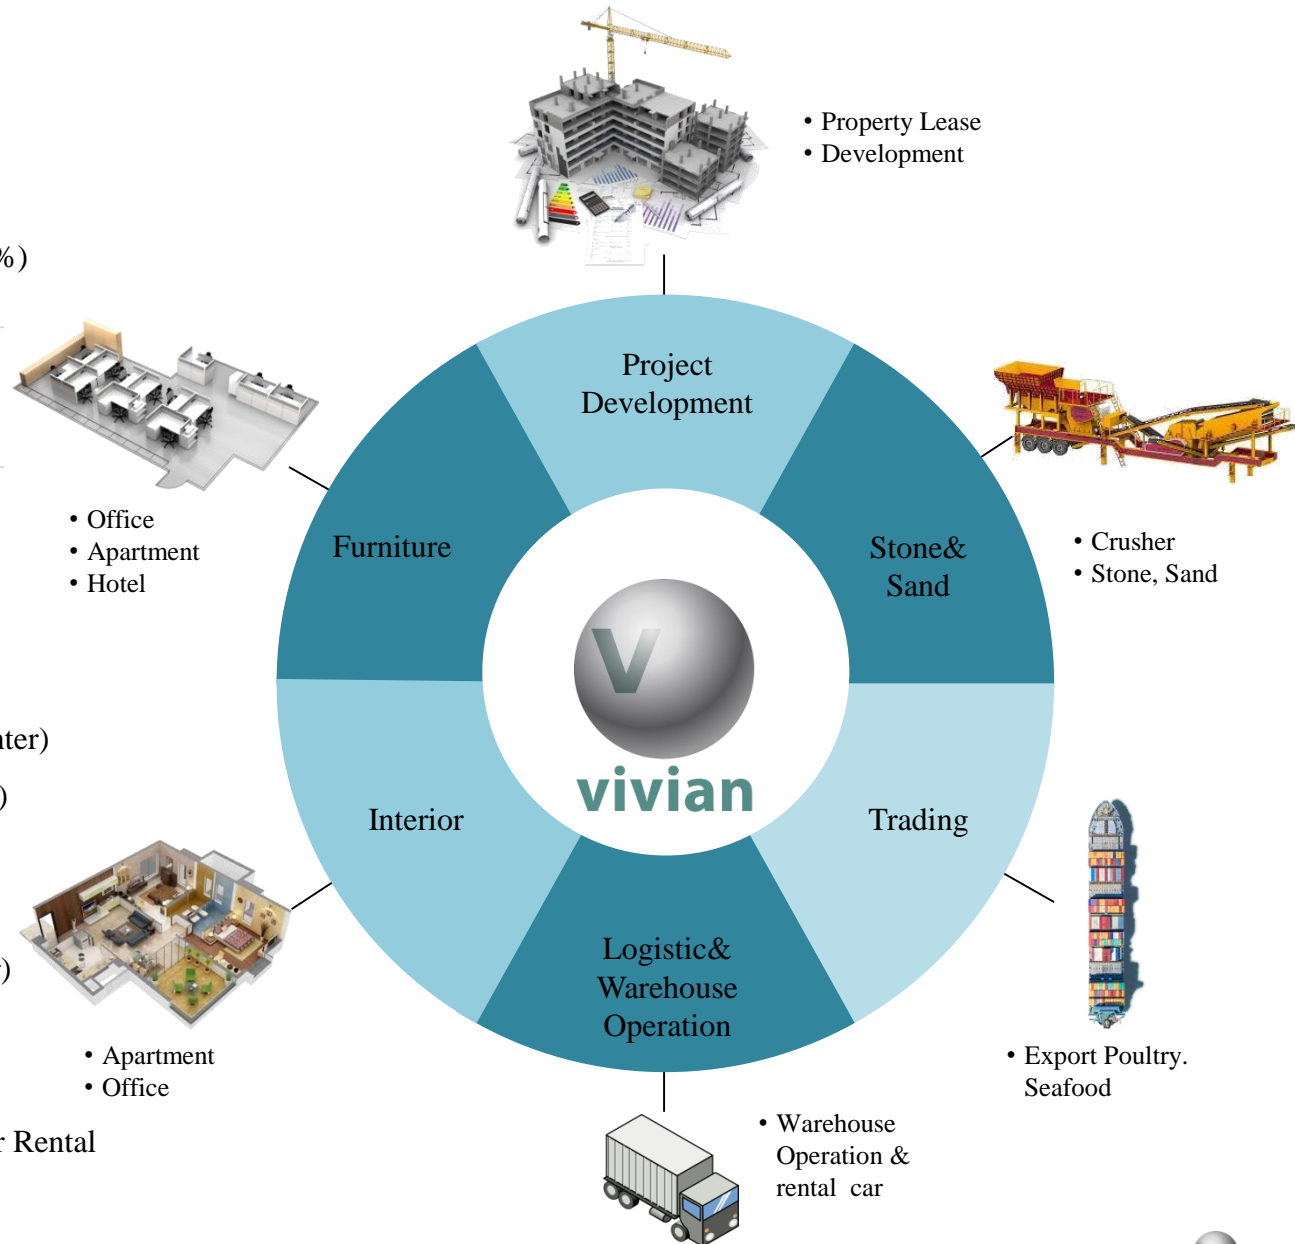 • Property Lease
• Development
%)
Project
Development
• Office
• Apartment
• Hotel
Furniture
Stone&
Sand
• Crusher
• Stone, Sand
V
vivian
nter)
)
Interior
Trading
r)
Logistic&
Warehouse
Operation
• Apartment
• Office
• Export Poultry.
Seafood
r Rental
• Warehouse
Operation &
rental car